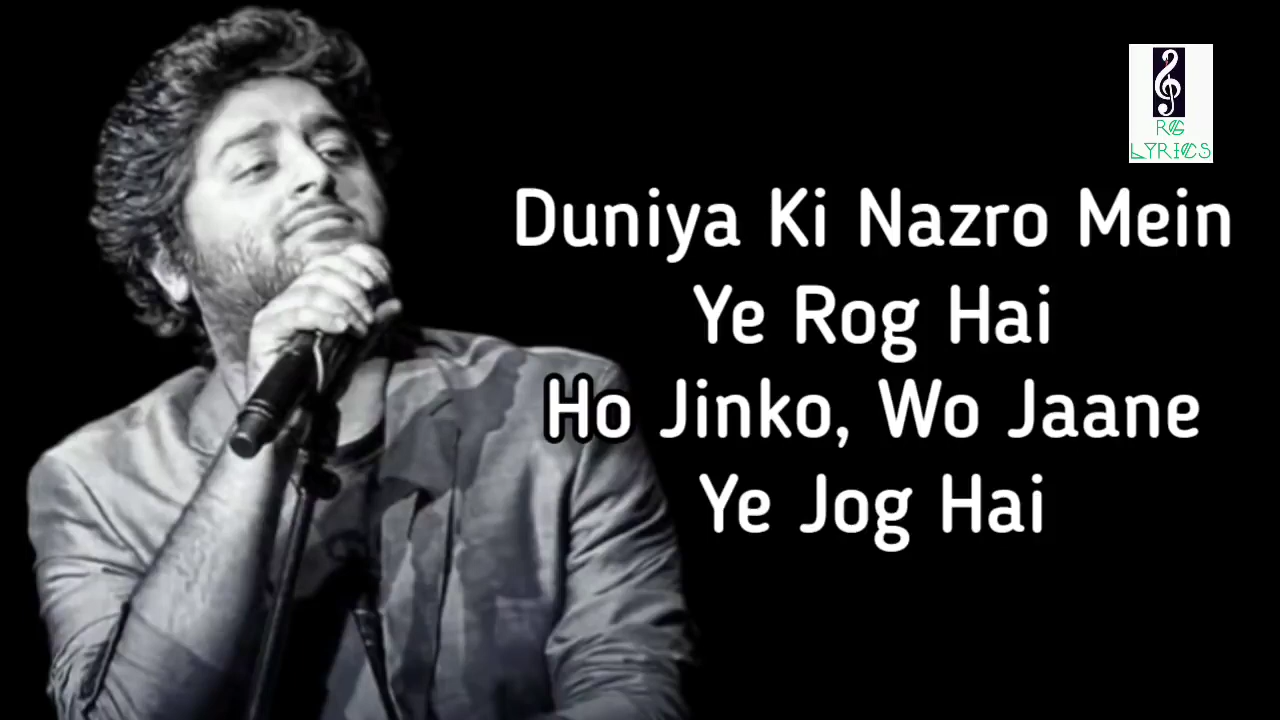 RG
LYRICS
Duniya Ki Nazro Mein
Ye Rog Hai
Ho Jinko, Wo Jaane
Ye Jog Hai